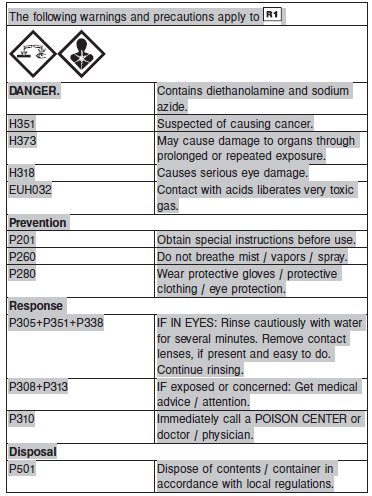 The following warnings and precautions apply to R1
DANGER. Contains diethanolamine and sodium
azide.
H351 Suspected of causing cancer.
H373 May cause damage to organs through
prolonged or repeated exposure.
H318 Causes serious eye damage.
EUH032 Contact with acids liberates very toxic
gas.
Prevention
P201 Obtain special instructions before use.
P260 Do not breathe mist / vapors / spray.
P280 Wear protective gloves / protective
clothing / eye protection.
Response
P305+P351+P338 IF IN EYES: Rinse cautiously with water
for several minutes. Remove contact
lenses, if present and easy to do.
Continue rinsing.
P308+P313 IF exposed or concerned: Get medical
advice / attention.
P310 Immediately call a POISON CENTER or
doctor / physician.
Disposal
P501 Dispose of contents / container in
accordance with local regulations.